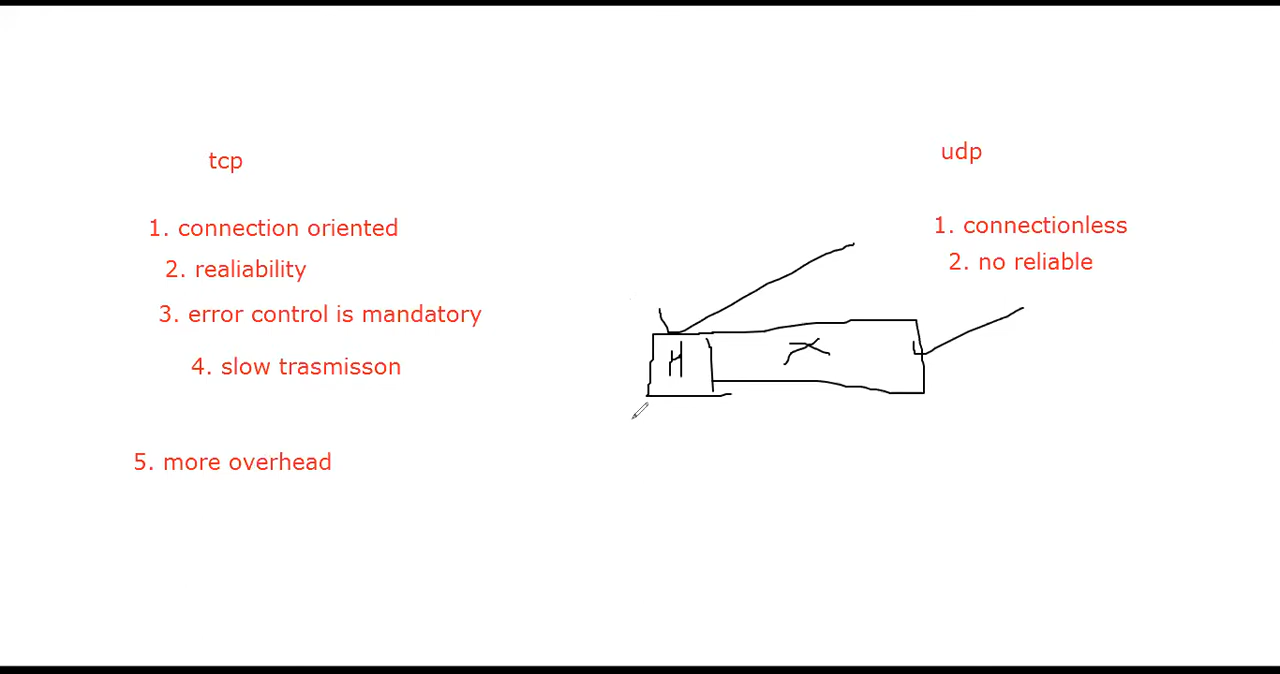 tcp
1. connection oriented
2. realiability
3. error control is mandatory
4. slow trasmisson
5. more overhead
H
udp
1. connectionless
2. no reliable